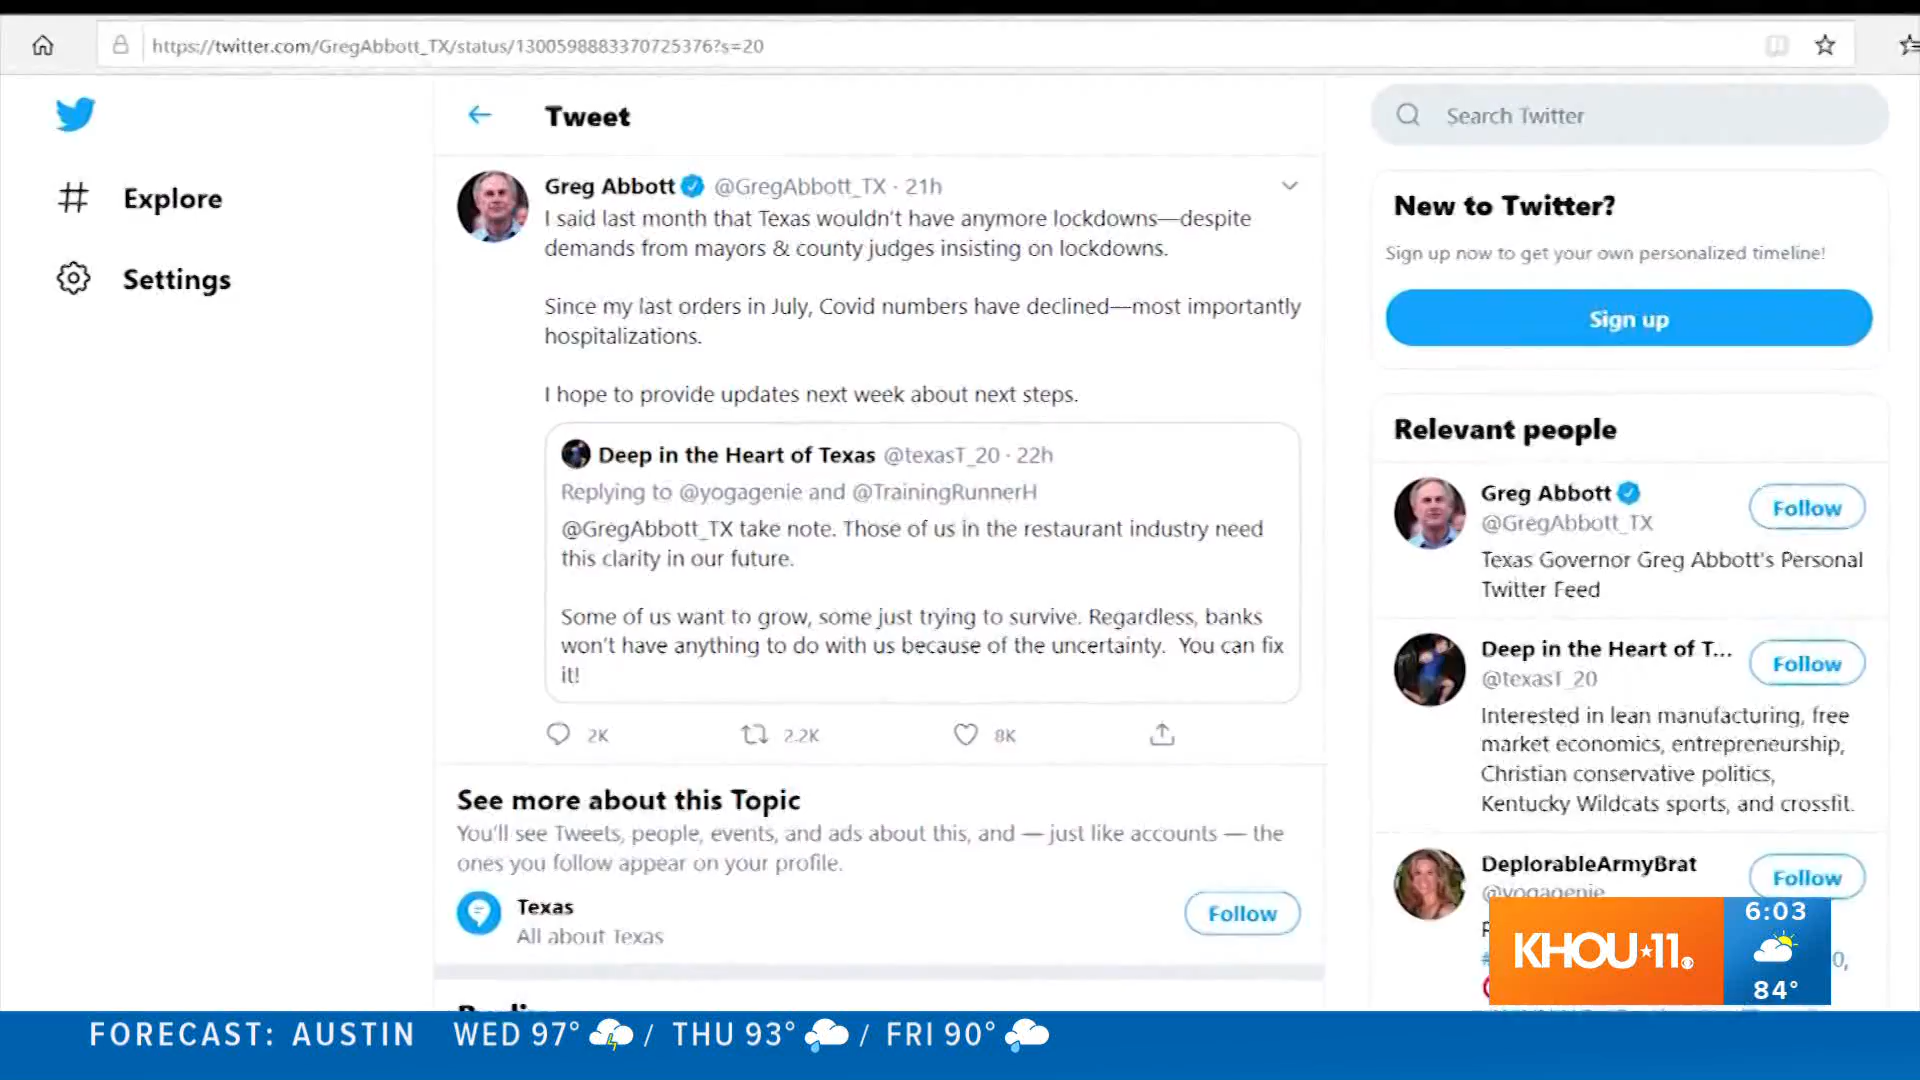 https://twitter.com/GregAbbott_TX/status/1300598883370725376?s=20
Tweet
Search Twitter
Explore
Settings
Greg Abbott @GregAbbott_TX · 21h
I said last month that Texas wouldn't have anymore lockdowns—despite
demands from mayors & county judges insisting on lockdowns.
Since my last orders in July, Covid numbers have declined—most importantly
hospitalizations.
I hope to provide updates next week about next steps.
Deep in the Heart of Texas @texasT_20 · 22h
Replying to @yogagenie and @TrainingRunnerH
@GregAbbott_TX take note. Those of us in the restaurant industry need
this clarity in our future.
Some of us want to grow, some just trying to survive. Regardless, banks
won't have anything to do with us because of the uncertainty. You can fix
it!
2K 2.2K 8K
See more about this Topic
You'll see Tweets, people, events, and ads about this, and — just like accounts — the
ones you follow appear on your profile.
Texas
All about Texas
Follow
New to Twitter?
Sign up now to get your own personalized timeline!
Sign up
Relevant people
Greg Abbott
@GregAbbott_TX
Follow
Texas Governor Greg Abbott's Personal
Twitter Feed
Deep in the Heart of T...
@texasT_20
Follow
Interested in lean manufacturing, free
market economics, entrepreneurship,
Christian conservative politics,
Kentucky Wildcats sports, and crossfit.
DeplorableArmyBrat
@yogagenie
Follow
KHOU★11.
6:03
84°
FORECAST: AUSTIN WED 97° / THU 93° / FRI 90°